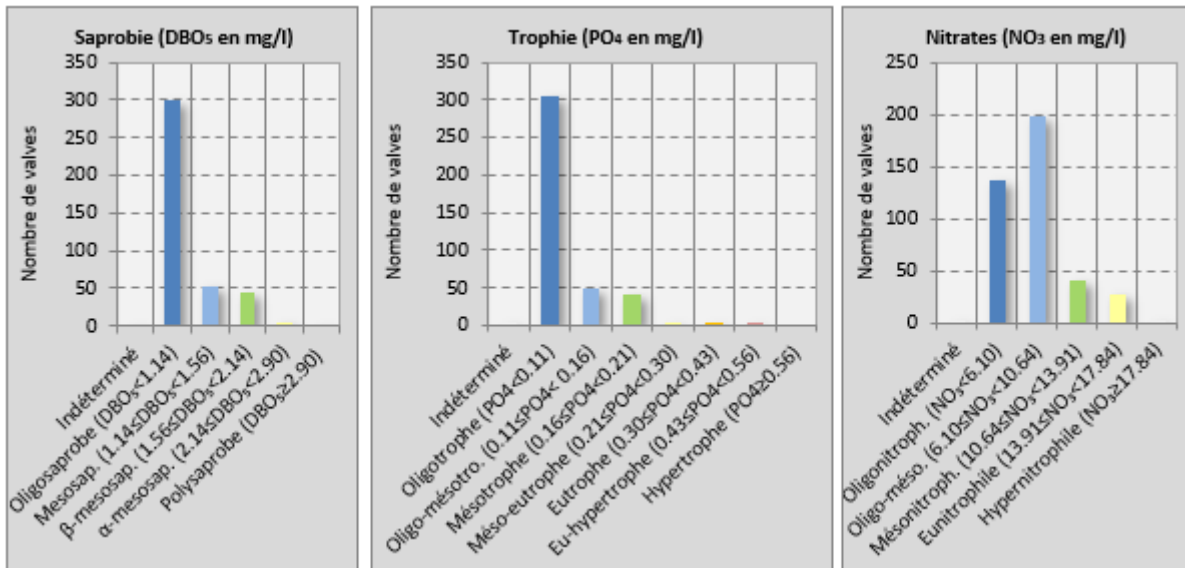 Saprobie (DBO₅ en mg/l)
Nombre de valves
350
300
250
200
150
100
50
0
Indéterminé
Oligosaprobe (DBO₅<1.14)
Mesosap. (1.14≤DBO₅<1.56)
β-mesosap. (1.56≤DBO₅<2.14)
α-mesosap. (2.14≤DBO₅<2.90)
Polysaprobe (DBO₅≥2.90)
Trophie (PO₄ en mg/l)
Nombre de valves
350
300
250
200
150
100
50
0
Indéterminé
Oligotrophe (PO4<0.11)
Oligo-mésotro. (0.11≤PO4< 0.16)
Mésotrophe (0.16≤PO4<0.21)
Méso-eutrophe (0.21≤PO4<0.30)
Eutrophe (0.30≤PO4<0.43)
Eu-hypertrophe (0.43≤PO4<0.56)
Hypertrophe (PO4≥0.56)
Nitrates (NO₃ en mg/l)
Nombre de valves
250
200
150
100
50
0
Indéterminé
Oligonitroph. (NO₃<6.10)
Oligo-méso. (6.10≤NO₃<10.64)
Mésonitroph. (10.64≤NO₃<13.91)
Eunitrophile (13.91≤NO₃<17.84)
Hypernitrophile (NO₃≥17.84)